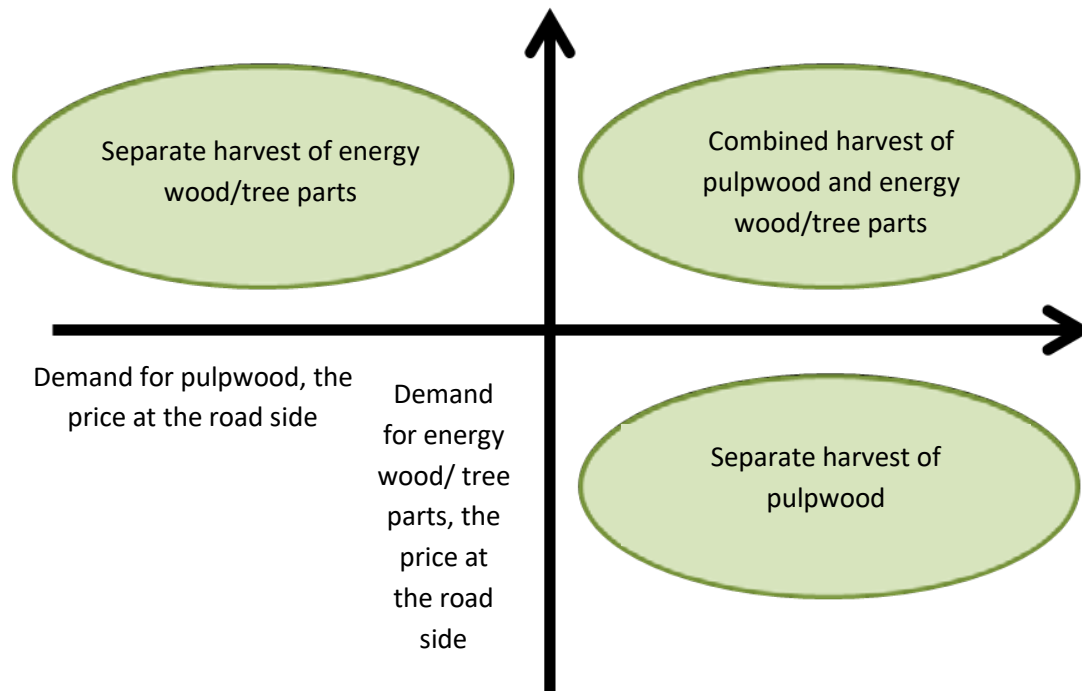 Separate harvest of energy
wood/tree parts
Combined harvest of
pulpwood and energy
wood/tree parts
Demand for pulpwood, the
price at the road side
Demand
for energy
wood/ tree
parts, the
price at
the road
side
Separate harvest of
pulpwood